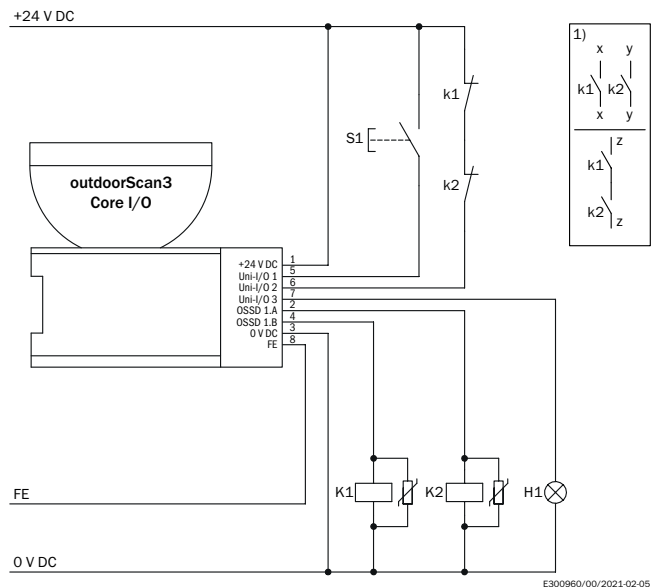 +24 V DC
1)
x y
k1 k2
x y
z
k1
k2
z
k1
S1
k2
outdoorScan3
Core I/O
+24 V DC 1
Uni-I/O 1 5
Uni-I/O 2 6
Uni-I/O 3 7
OSSD 1.A 2
OSSD 1.B 4
0 V DC 3
FE 8
K1 K2 H1
FE
0 V DC
E300960/00/2021-02-05